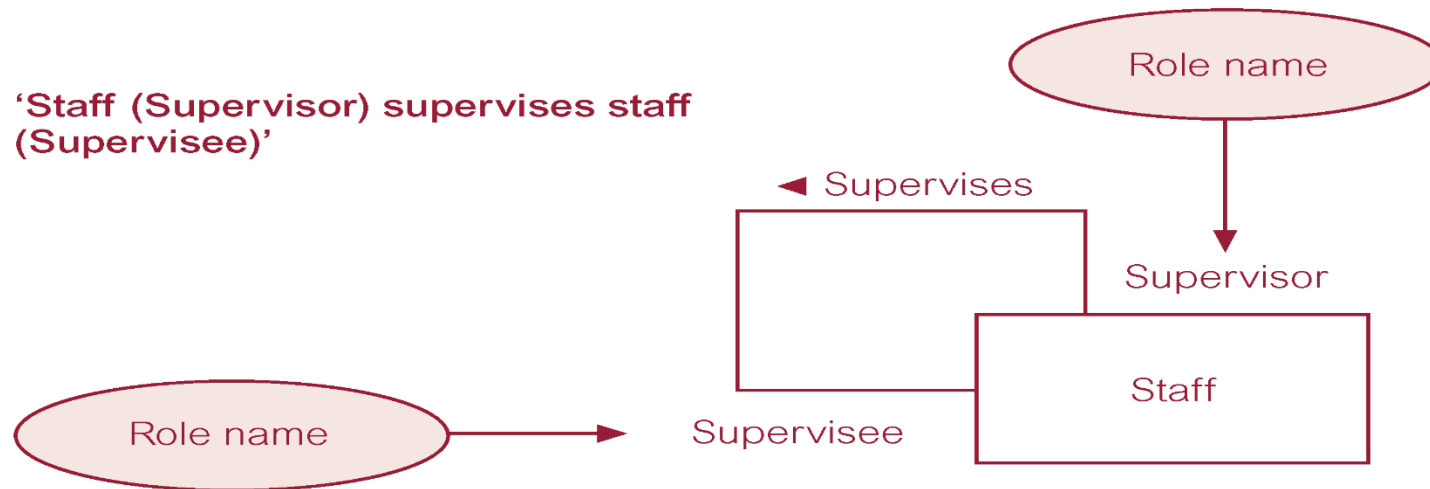 Role name
‘Staff (Supervisor) supervises staff
(Supervisee)’
◄ Supervises
Supervisor
Staff
Role name
Supervisee